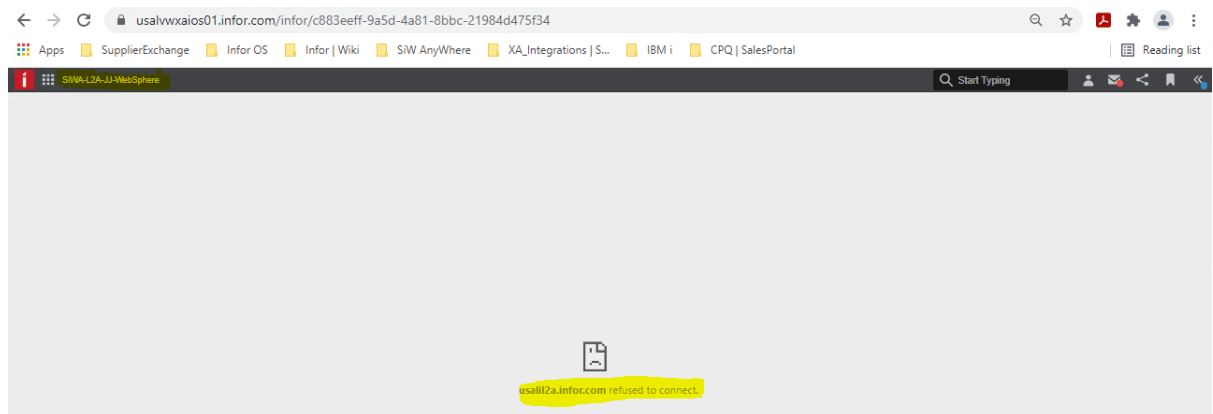 usalvwxaios01.infor.com/infor/c883eeff-9a5d-4a81-8bbc-21984d475f34
Apps SupplierExchange Infor OS Infor | Wiki SiW AnyWhere XA_Integrations | S... IBM i CPQ | SalesPortal Reading list
i SiWA-L2A-JJ-WebSphere Start Typing
usalil2a.infor.com refused to connect.